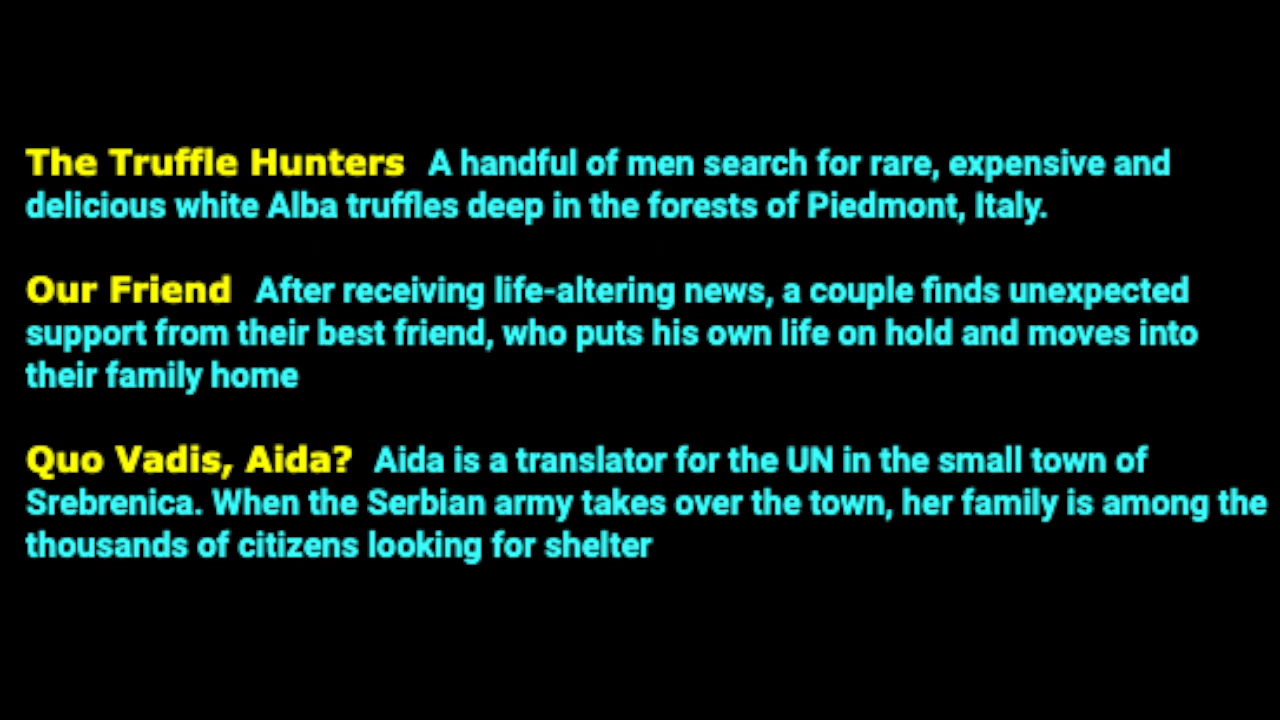 The Truffle Hunters A handful of men search for rare, expensive and
delicious white Alba truffles deep in the forests of Piedmont, Italy.
Our Friend After receiving life-altering news, a couple finds unexpected
support from their best friend, who puts his own life on hold and moves into
their family home
Quo Vadis, Aida? Aida is a translator for the UN in the small town of
Srebrenica. When the Serbian army takes over the town, her family is among the
thousands of citizens looking for shelter